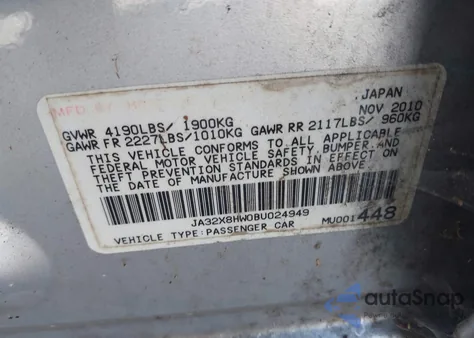 MFD
JAPAN
NOV 2010
GVWR 4190LBS/ 1900KG
GAWR FR 2227LBS/1010KG GAWR RR 2117LBS/ 960KG
THIS VEHICLE CONFORMS TO ALL APPLICABLE
FEDERAL MOTOR VEHICLE SAFETY, BUMPER, AND
THEFT PREVENTION STANDARDS IN EFFECT ON
THE DATE OF MANUFACTURE SHOWN ABOVE.
JA32X8HW0BU024949
VEHICLE TYPE:PASSENGER CAR
MU001448
autoSnap